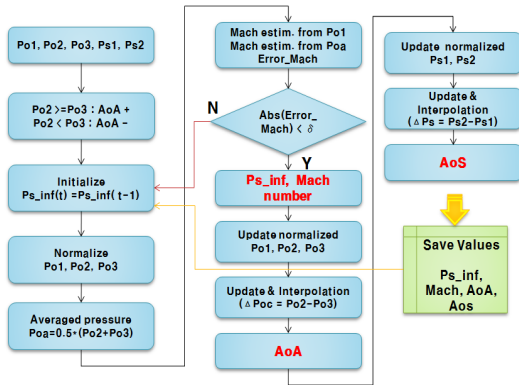 Po1, Po2, Po3, Ps1, Ps2
Po2 >=Po3 : AoA +
Po2 < Po3 : AoA -
Initialize
Ps_inf(t) =Ps_inf( t-1)
Normalize
Po1, Po2, Po3
Averaged pressure
Poa=0.5*(Po2+Po3)
Mach estim. from Po1
Mach estim. from Poa
Error_Mach
N
Abs(Error_
Mach) < δ
Y
Ps_inf, Mach
number
Update normalized
Po1, Po2, Po3
Update & Interpolation
(ΔPoc = Po2-Po3)
AoA
Update normalized
Ps1, Ps2
Update &
Interpolation
(ΔPs = Ps2-Ps1)
AoS
Save Values
Ps_inf,
Mach, AoA,
Aos